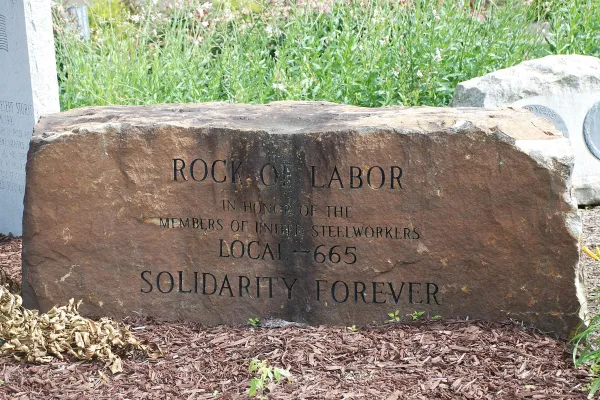 ROCK OF LABOR
IN HONOR OF THE
MEMBERS OF UNITED STEELWORKERS
LOCAL-665
SOLIDARITY FOREVER